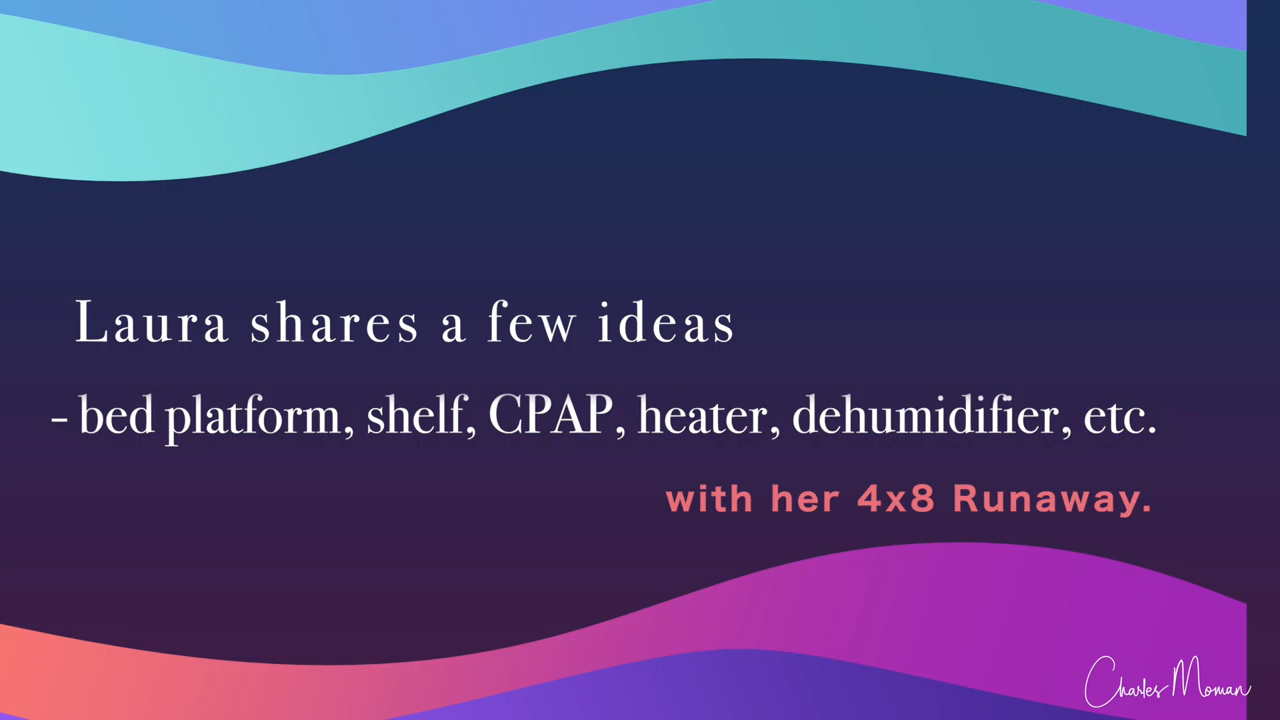 Laura shares a few ideas
- bed platform, shelf, CPAP, heater, dehumidifier, etc.
with her 4x8 Runaway.
Charles Moman